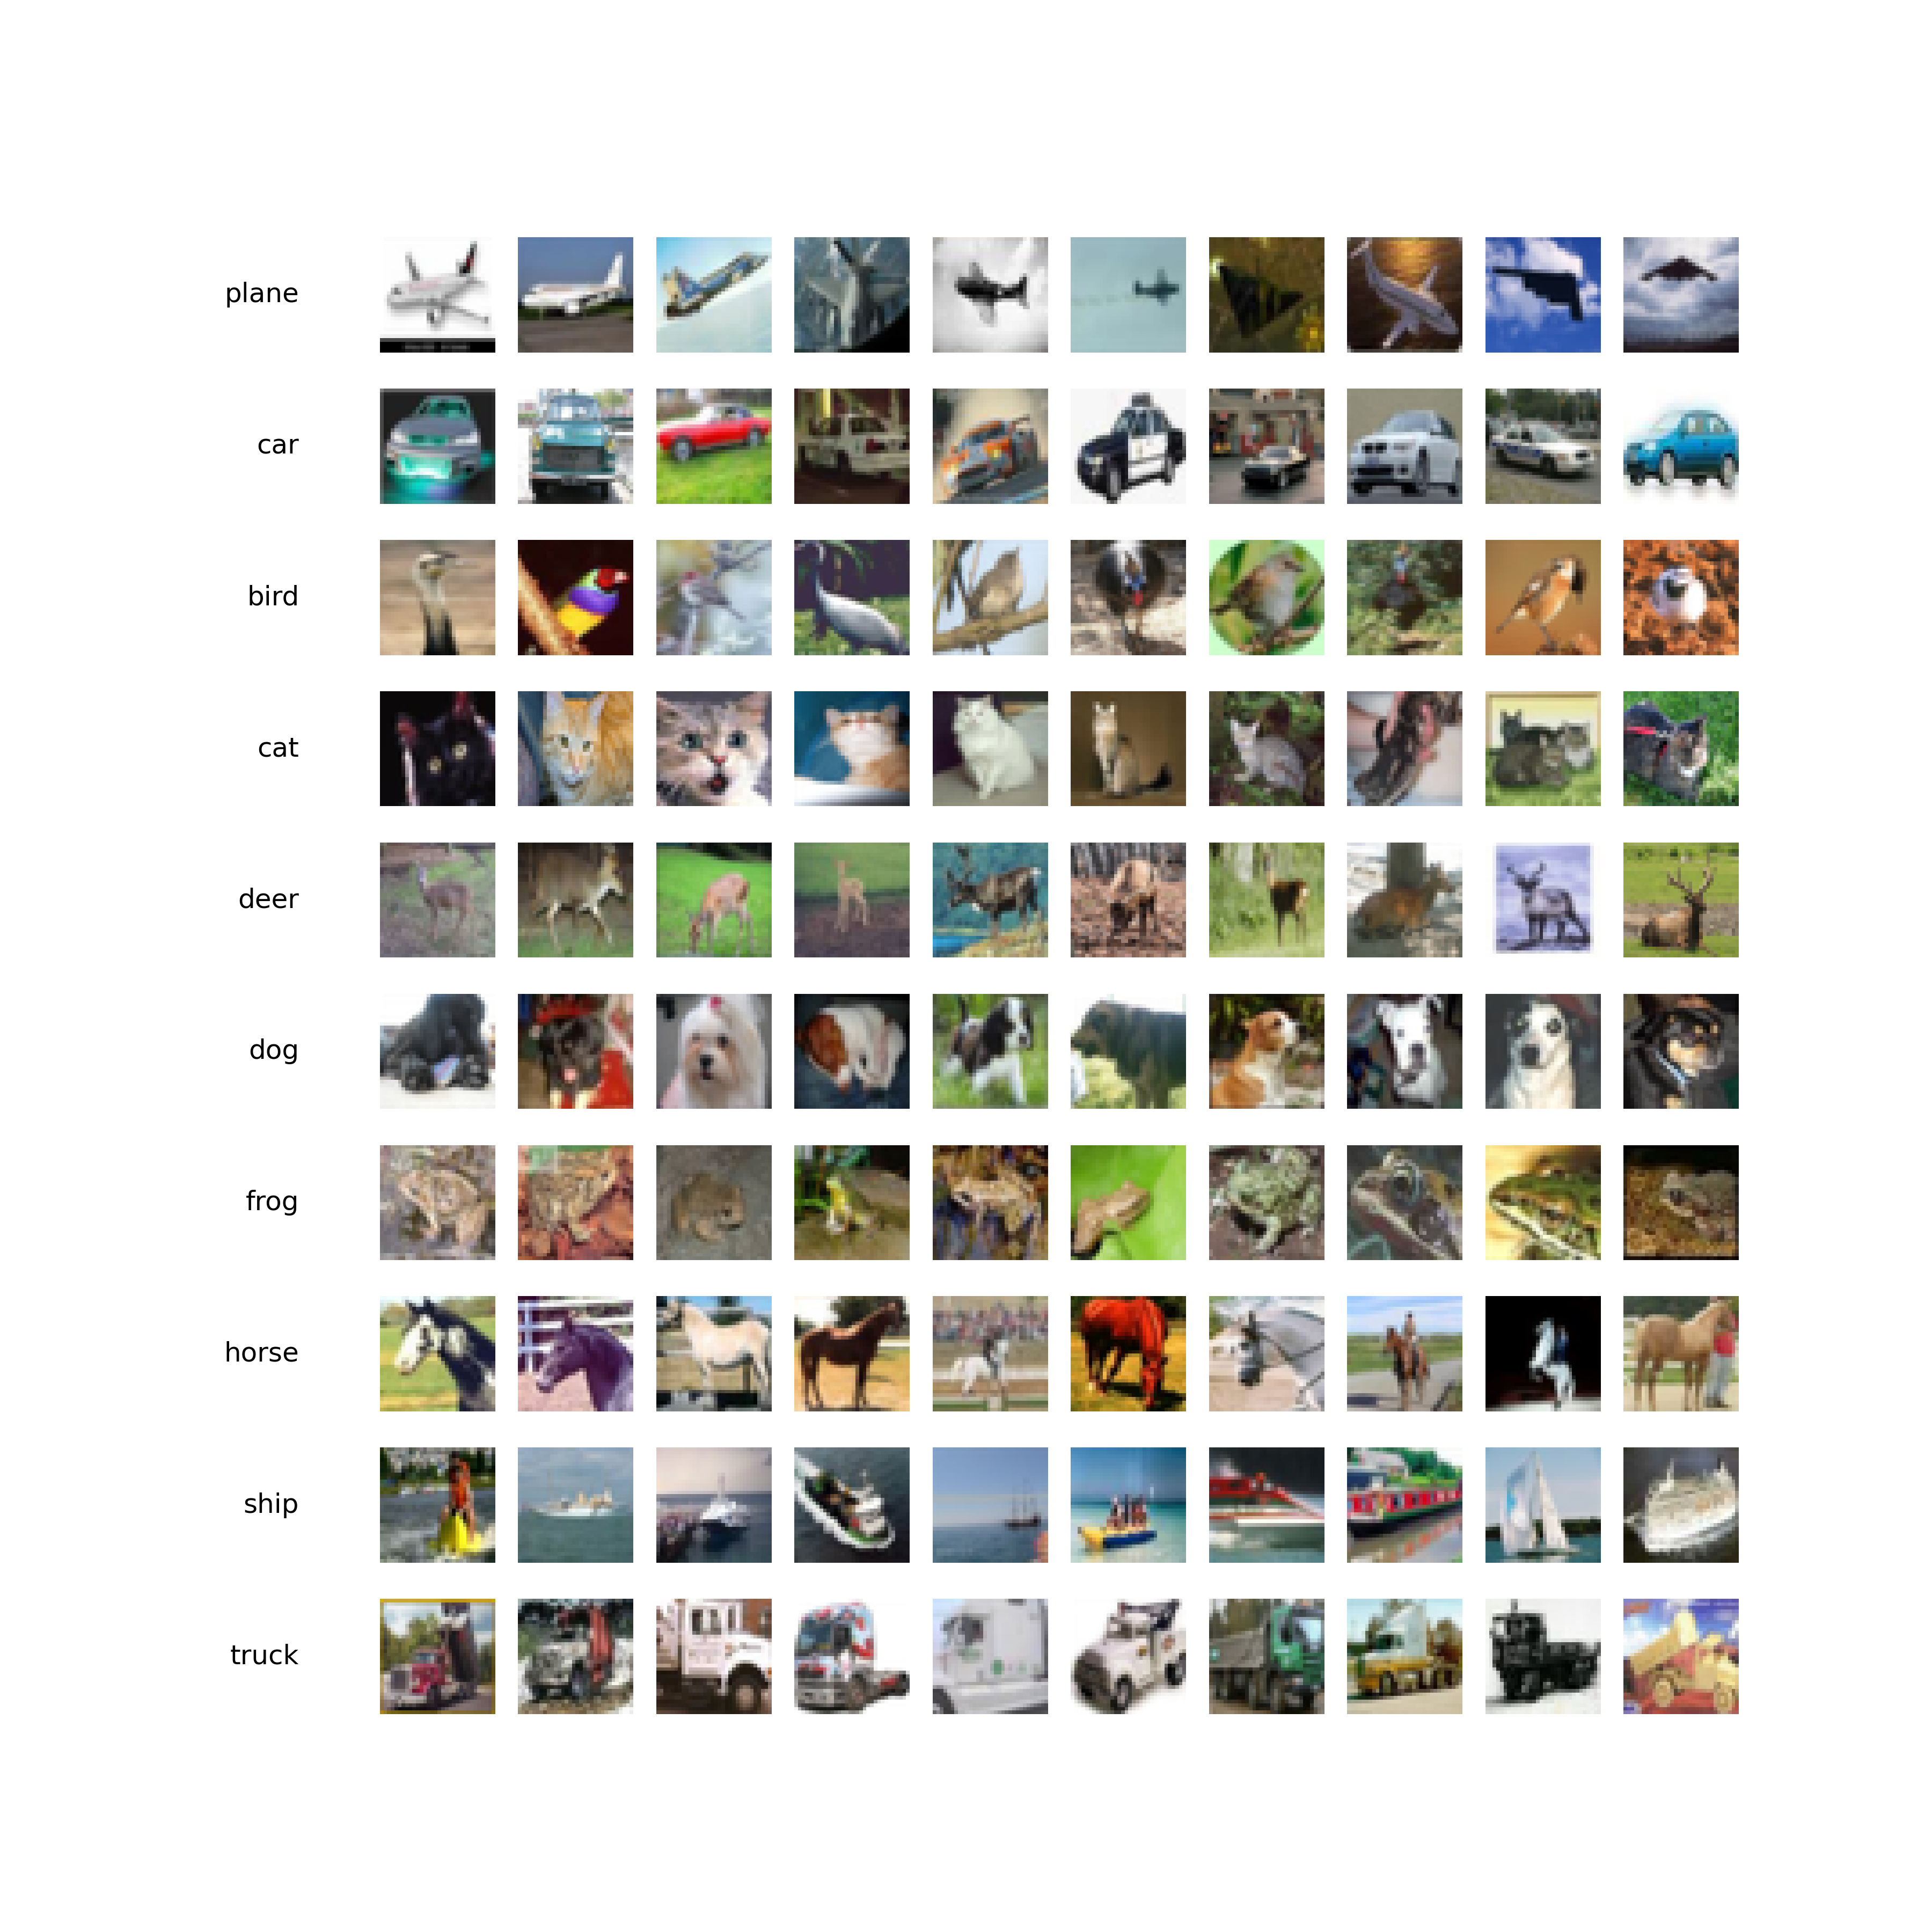 plane
car
bird
cat
deer
dog
frog
horse
ship
truck